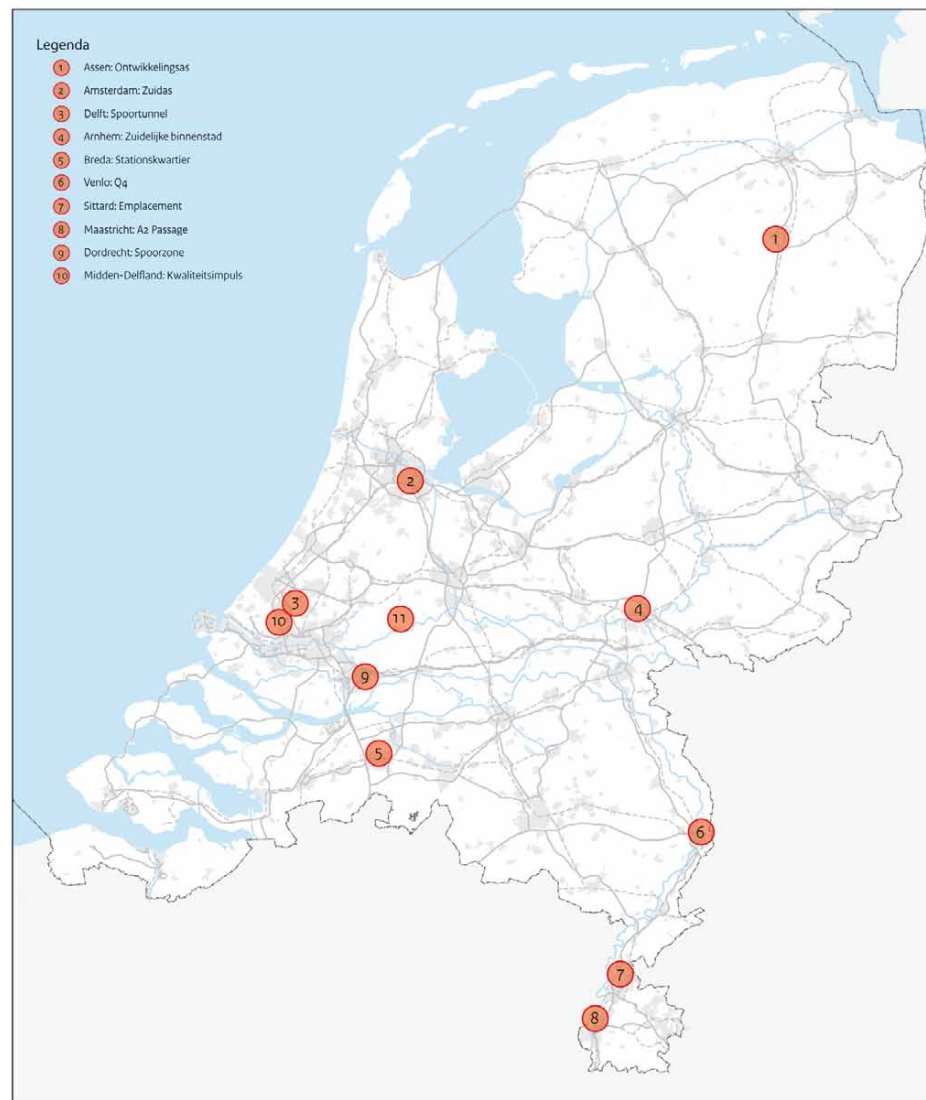 Legenda
1 Assen: Ontwikkelingsas
2 Amsterdam: Zuidas
3 Delft: Spoortunnel
4 Arnhem: Zuidelijke binnenstad
5 Breda: Stationskwartier
6 Venlo: Q4
7 Sittard: Emplacement
8 Maastricht: A2 Passage
9 Dordrecht: Spoorzone
10 Midden-Delfland: Kwaliteitsimpuls
1
2
3
10
11
4
9
5
6
7
8